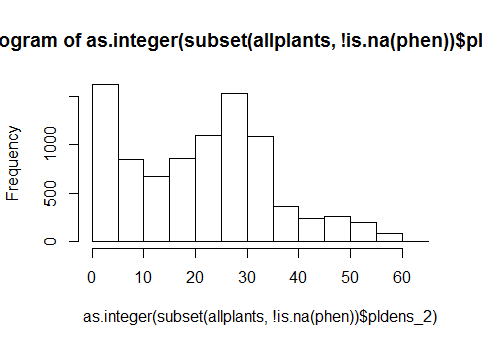 ogram of as.integer(subset(allplants, !is.na(phen))$pl
Frequency
1000
500
0
0 10 20 30 40 50 60
as.integer(subset(allplants, !is.na(phen))$pldens_2)